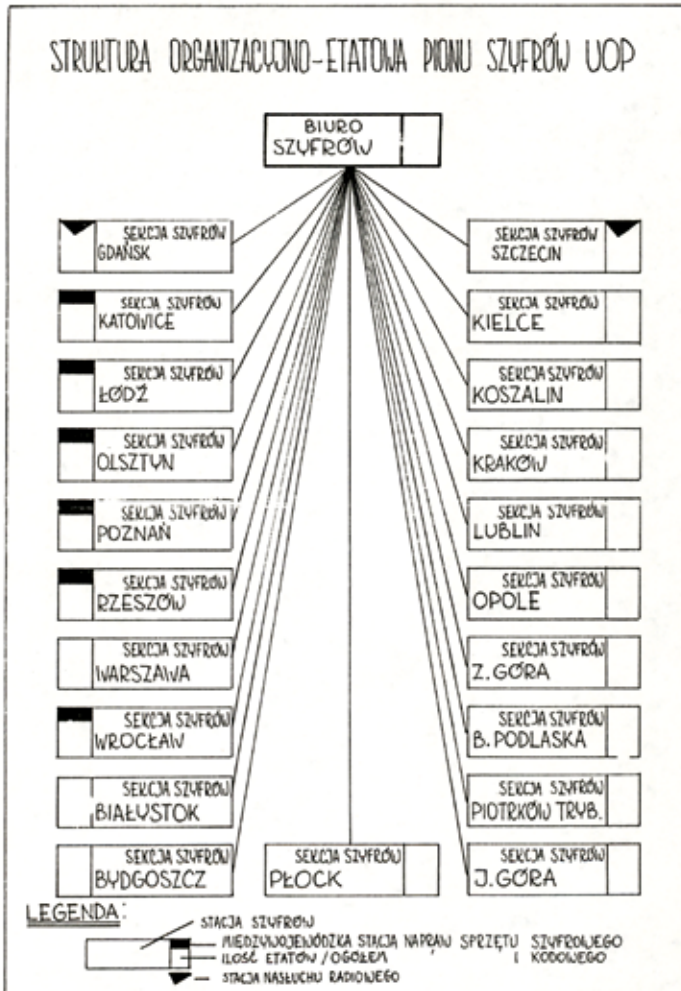 STRUKTURA ORGANIZACYJNO-ETATOWA PIONU SZYFRÓW UOP
BIURO
SZYFRÓW
SEKCJA SZYFRÓW
GDAŃSK
SEKCJA SZYFRÓW
KATOWICE
SEKCJA SZYFRÓW
ŁÓDŹ
SEKCJA SZYFRÓW
OLSZTYN
SEKCJA SZYFRÓW
POZNAŃ
SEKCJA SZYFRÓW
RZESZÓW
SEKCJA SZYFRÓW
WARSZAWA
SEKCJA SZYFRÓW
WROCŁAW
SEKCJA SZYFRÓW
BIAŁYSTOK
SEKCJA SZYFRÓW
BYDGOSZCZ
SEKCJA SZYFRÓW
PŁOCK
SEKCJA SZYFRÓW
SZCZECIN
SEKCJA SZYFRÓW
KIELCE
SEKCJA SZYFRÓW
KOSZALIN
SEKCJA SZYFRÓW
KRAKÓW
SEKCJA SZYFRÓW
LUBLIN
SEKCJA SZYFRÓW
OPOLE
SEKCJA SZYFRÓW
Z. GÓRA
SEKCJA SZYFRÓW
B. PODLASKA
SEKCJA SZYFRÓW
PIOTRKÓW TRYB.
SEKCJA SZYFRÓW
J. GÓRA
LEGENDA:
STACJA SZYFRÓW
MIĘDZYWOJEWÓDZKA STACJA NAPRAW SPRZĘTU SZYFROWEGO I KODOWEGO
ILOŚĆ ETATÓW / OGÓŁEM
STACJA NASŁUCHU RADIOWEGO